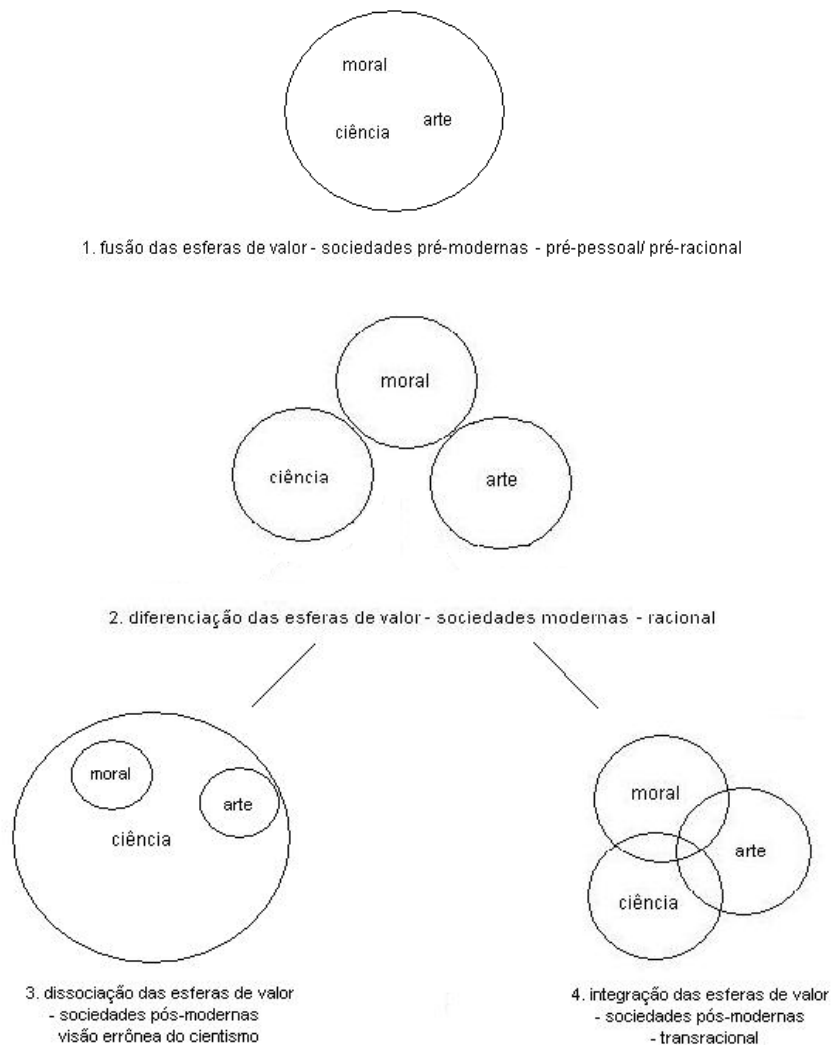 moral
ciência
arte
1. fusão das esferas de valor - sociedades pré-modernas - pré-pessoal/ pré-racional
moral
ciência
arte
2. diferenciação das esferas de valor - sociedades modernas - racional
moral
arte
ciência
3. dissociação das esferas de valor
- sociedades pós-modernas
visão errônea do cientismo
moral
arte
ciência
4. integração das esferas de valor
- sociedades pós-modernas
- transracional